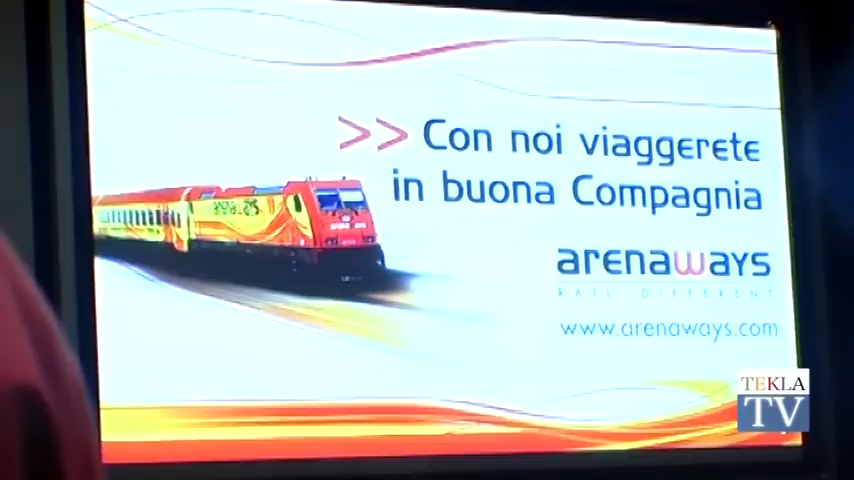 >> Con noi viaggerete
in buona Compagnia
arenaways
RAIL DIFFERENT
www.arenaways.com
TEKLA
TV